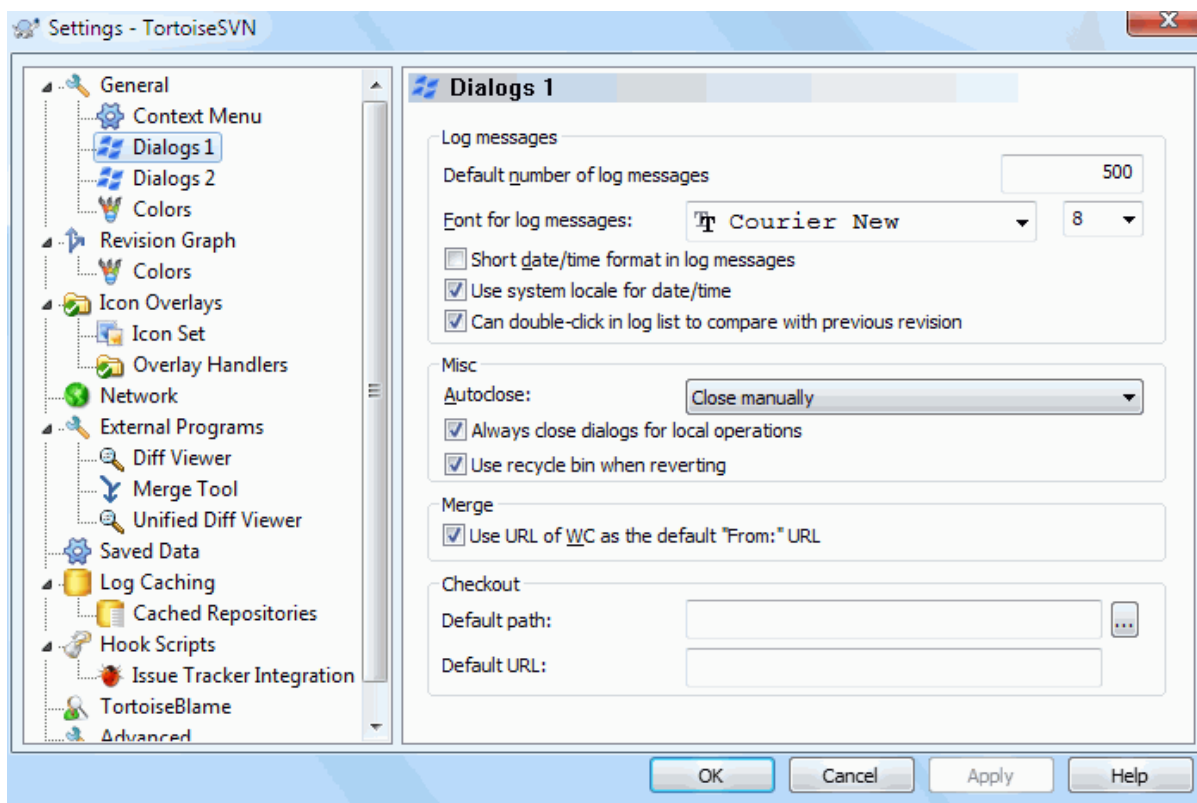 Settings - TortoiseSVN
General
Context Menu
Dialogs 1
Dialogs 2
Colors
Revision Graph
Colors
Icon Overlays
Icon Set
Overlay Handlers
Network
External Programs
Diff Viewer
Merge Tool
Unified Diff Viewer
Saved Data
Log Caching
Cached Repositories
Hook Scripts
Issue Tracker Integration
TortoiseBlame
Advanced
Dialogs 1
Log messages
Default number of log messages 500
Font for log messages: Courier New 8
Short date/time format in log messages
Use system locale for date/time
Can double-click in log list to compare with previous revision
Misc
Autoclose: Close manually
Always close dialogs for local operations
Use recycle bin when reverting
Merge
Use URL of WC as the default "From:" URL
Checkout
Default path: ...
Default URL:
OK Cancel Apply Help